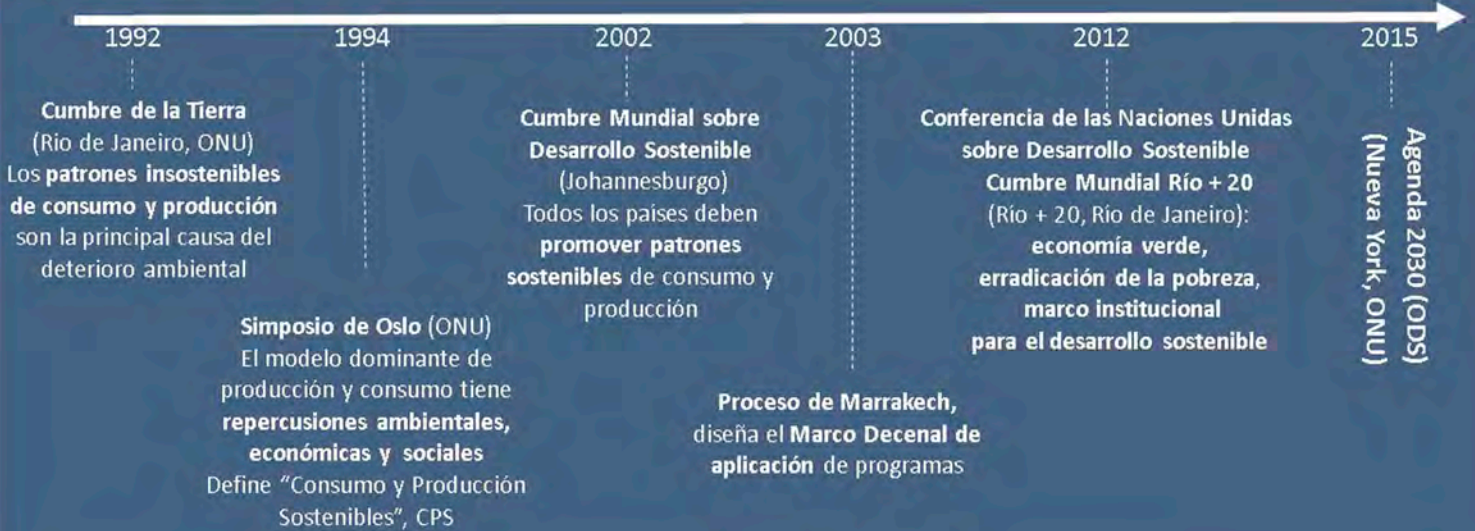 1992
1994
2002
2003
2012
2015
Cumbre de la Tierra
(Rio de Janeiro, ONU)
Los patrones insostenibles
de consumo y producción
son la principal causa del
deterioro ambiental
Simposio de Oslo (ONU)
El modelo dominante de
producción y consumo tiene
repercusiones ambientales,
económicas y sociales
Define “Consumo y Producción
Sostenibles”, CPS
Cumbre Mundial sobre
Desarrollo Sostenible
(Johannesburgo)
Todos los países deben
promover patrones
sostenibles de consumo y
producción
Proceso de Marrakech,
diseña el Marco Decenal de
aplicación de programas
Conferencia de las Naciones Unidas
sobre Desarrollo Sostenible
Cumbre Mundial Río + 20
(Río + 20, Río de Janeiro):
economía verde,
erradicación de la pobreza,
marco institucional
para el desarrollo sostenible
Agenda 2030 (ODS)
(Nueva York, ONU)